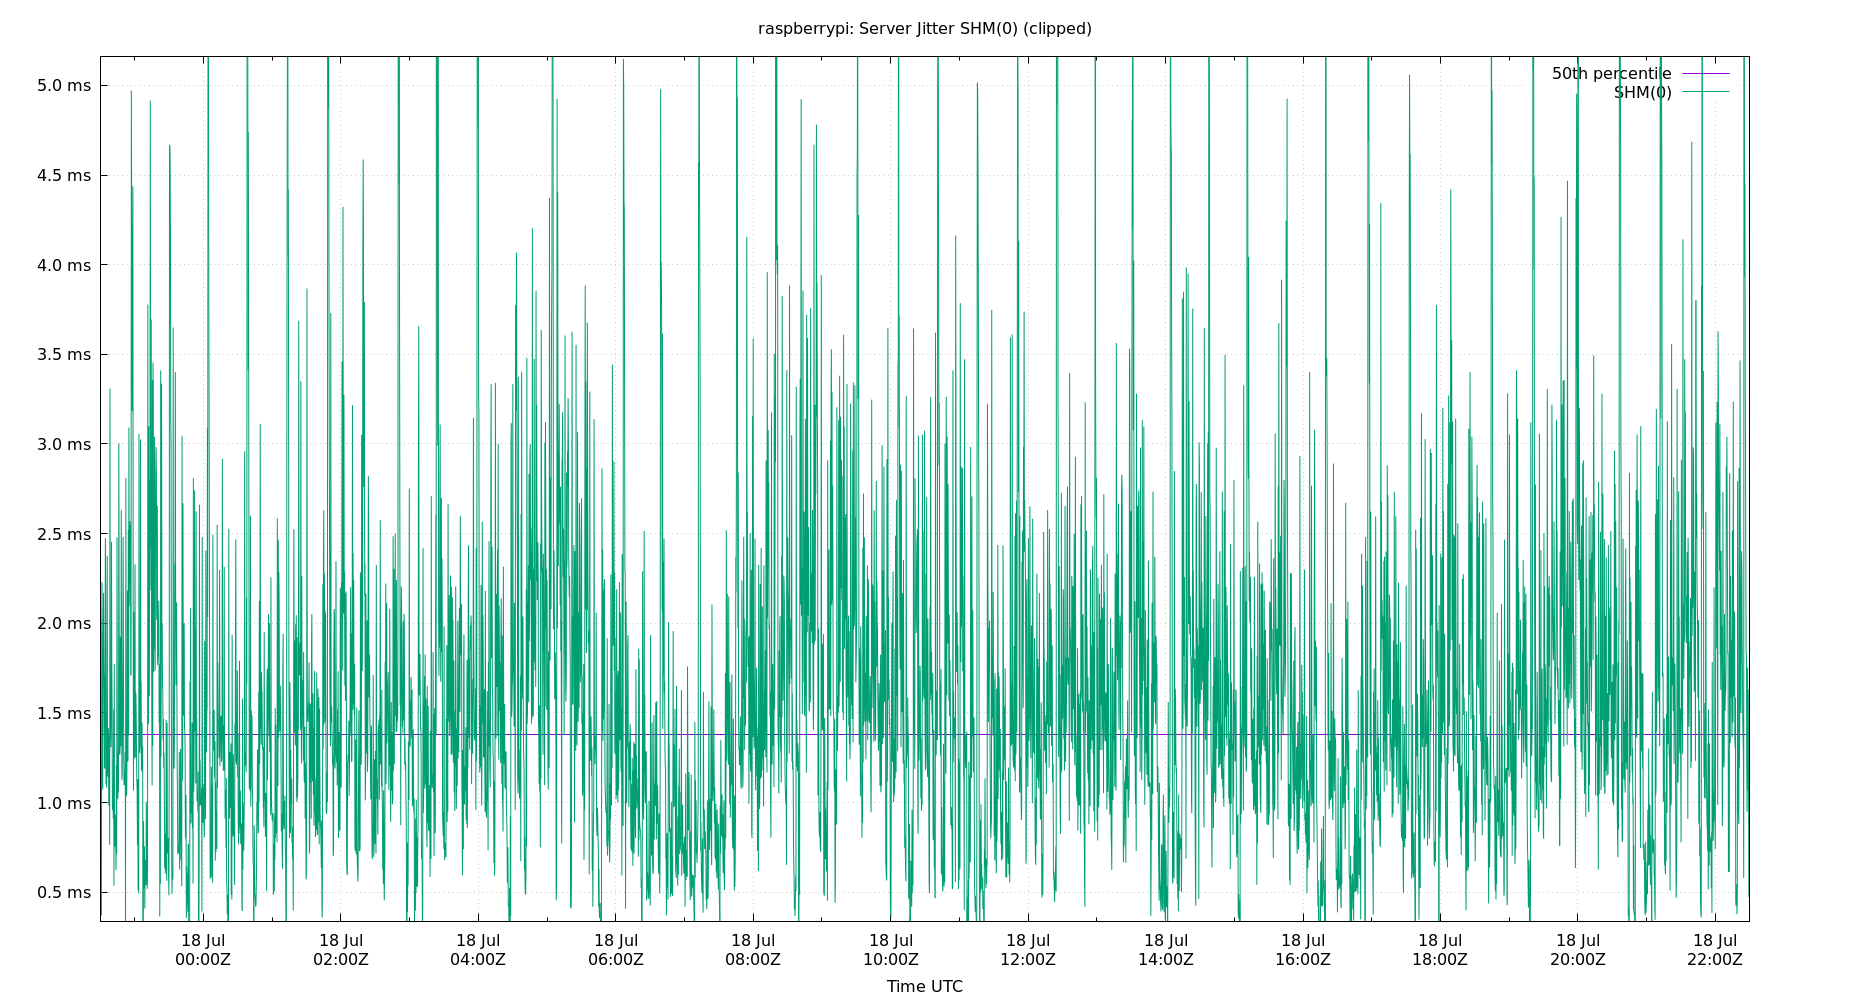 raspberrypi: Server Jitter SHM(0) (clipped)
50th percentile
SHM(0)
5.0 ms
4.5 ms
4.0 ms
3.5 ms
3.0 ms
2.5 ms
2.0 ms
1.5 ms
1.0 ms
0.5 ms
18 Jul 18 Jul 18 Jul 18 Jul 18 Jul 18 Jul 18 Jul 18 Jul 18 Jul 18 Jul 18 Jul 18 Jul
00:00Z 02:00Z 04:00Z 06:00Z 08:00Z 10:00Z 12:00Z 14:00Z 16:00Z 18:00Z 20:00Z 22:00Z
Time UTC